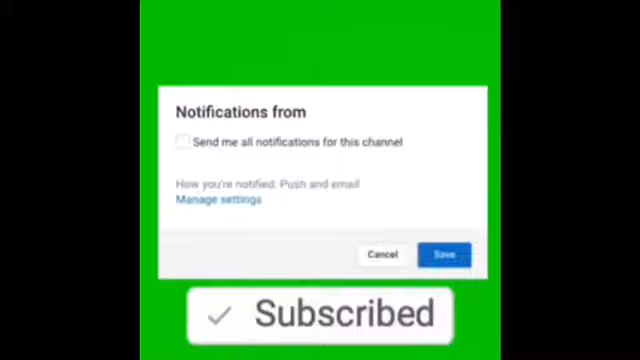 Notifications from
Send me all notifications for this channel
How you're notified: Push and email
Manage settings
Cancel Save
Subscribed